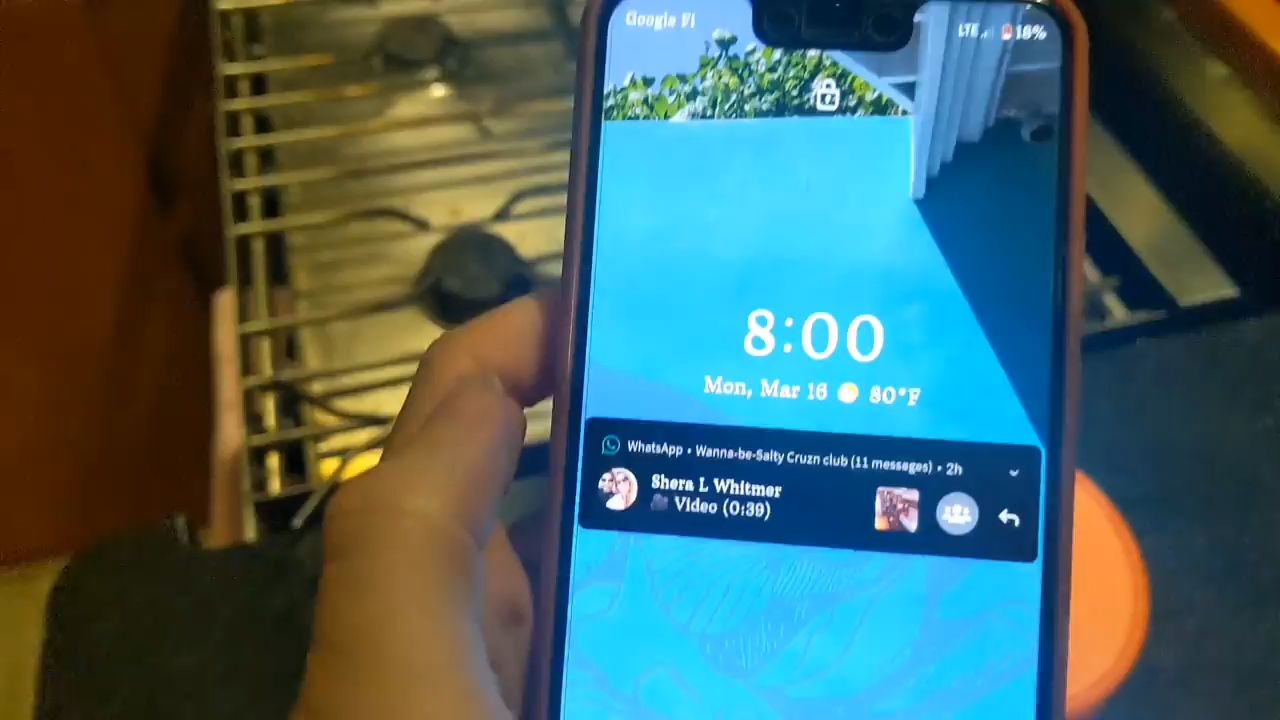 Google Fi
LTE 18%
8:00
Mon, Mar 16 80°F
WhatsApp • Wanna-be-Salty Cruzn club (11 messages) • 2h
Shera L Whitmer
Video (0:39)